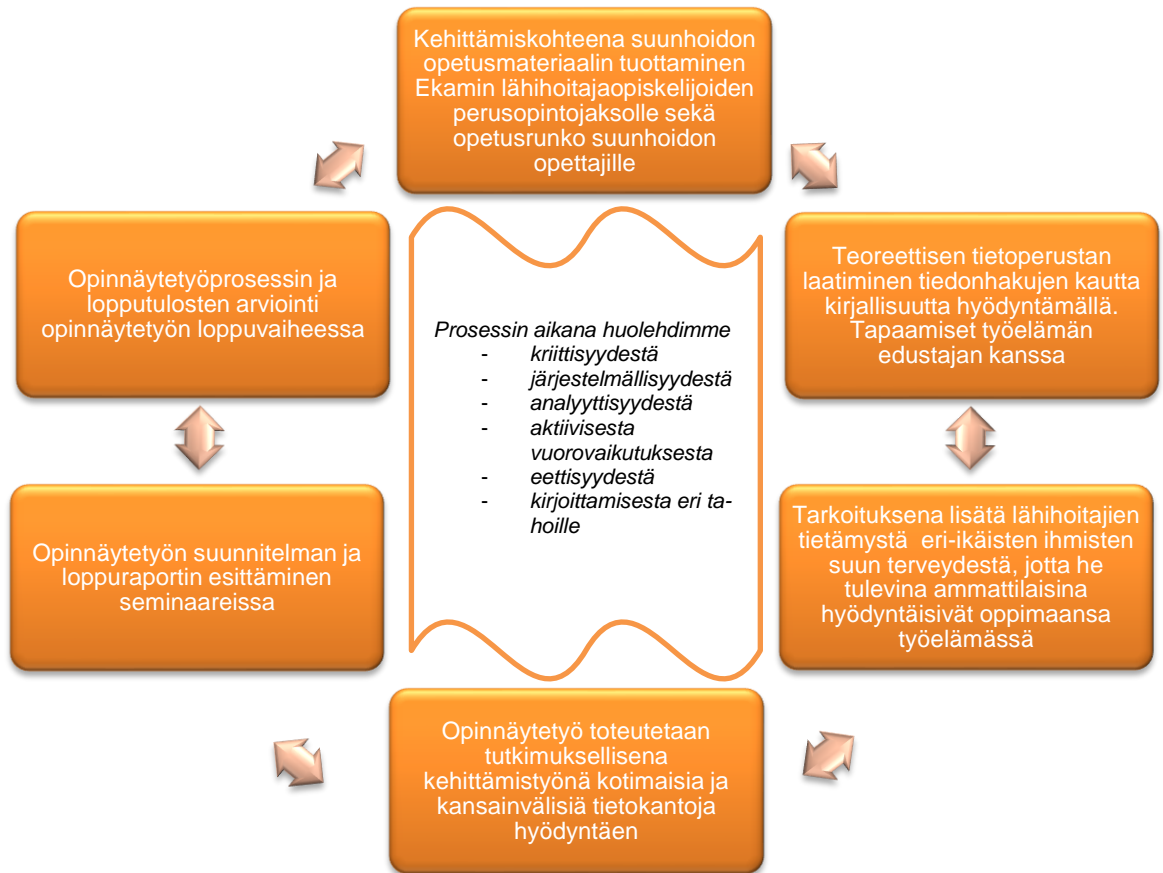 Kehittämiskohteena suunhoidon
opetusmateriaalin tuottaminen
Ekamin lähihoitajaopiskelijoiden
perusopintojaksolle sekä
opetusrunko suunhoidon
opettajille
Teoreettisen tietoperustan
laatiminen tiedonhakujen kautta
kirjallisuutta hyödyntämällä.
Tapaamiset työelämän
edustajan kanssa
Tarkoituksena lisätä lähihoitajien
tietämystä eri-ikäisten ihmisten
suun terveydestä, jotta he
tulevina ammattilaisina
hyödyntäisivät oppimaansa
työelämässä
Opinnäytetyö toteutetaan
tutkimuksellisena
kehittämistyönä kotimaisia ja
kansainvälisiä tietokantoja
hyödyntäen
Opinnäytetyön suunnitelman ja
loppuraportin esittäminen
seminaareissa
Opinnäytetyöprosessin ja
lopputulosten arviointi
opinnäytetyön loppuvaiheessa
Prosessin aikana huolehdimme
- kriittisyydestä
- järjestelmällisyydestä
- analyyttisyydestä
- aktiivisesta
vuorovaikutuksesta
- eettisyydestä
- kirjoittamisesta eri ta-
hoille